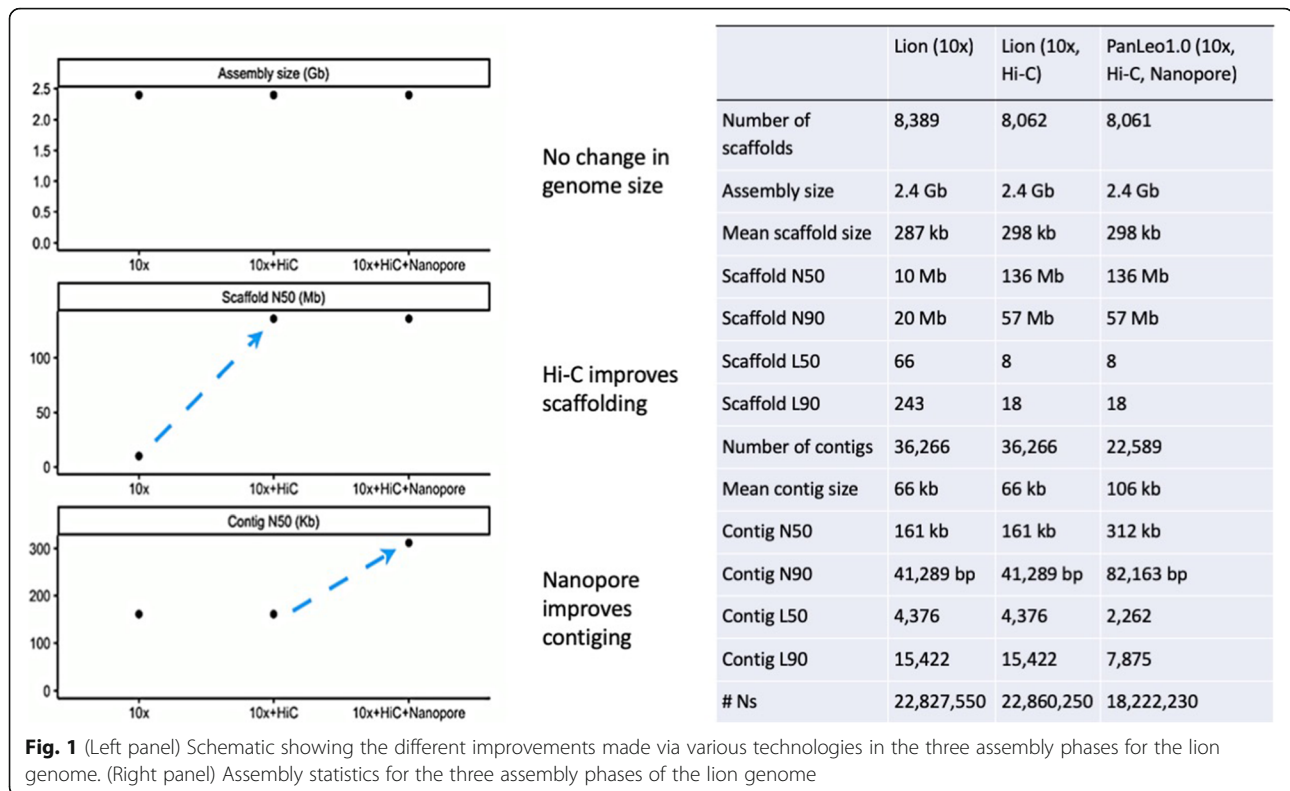 Assembly size (Gb)
2.5
2.0
1.5
1.0
0.5
0.0
10x 10x+HiC 10x+HiC+Nanopore
No change in
genome size
Scaffold N50 (Mb)
100
50
0
10x 10x+HiC 10x+HiC+Nanopore
Hi-C improves
scaffolding
Contig N50 (Kb)
300
200
100
0
10x 10x+HiC 10x+HiC+Nanopore
Nanopore
improves
contiging
Lion (10x) Lion (10x, PanLeo1.0 (10x,
Hi-C) Hi-C, Nanopore)
Number of 8,389 8,062 8,061
scaffolds
Assembly size 2.4 Gb 2.4 Gb 2.4 Gb
Mean scaffold size 287 kb 298 kb 298 kb
Scaffold N50 10 Mb 136 Mb 136 Mb
Scaffold N90 20 Mb 57 Mb 57 Mb
Scaffold L50 66 8 8
Scaffold L90 243 18 18
Number of contigs 36,266 36,266 22,589
Mean contig size 66 kb 66 kb 106 kb
Contig N50 161 kb 161 kb 312 kb
Contig N90 41,289 bp 41,289 bp 82,163 bp
Contig L50 4,376 4,376 2,262
Contig L90 15,422 15,422 7,875
# Ns 22,827,550 22,860,250 18,222,230
Fig. 1 (Left panel) Schematic showing the different improvements made via various technologies in the three assembly phases for the lion
genome. (Right panel) Assembly statistics for the three assembly phases of the lion genome